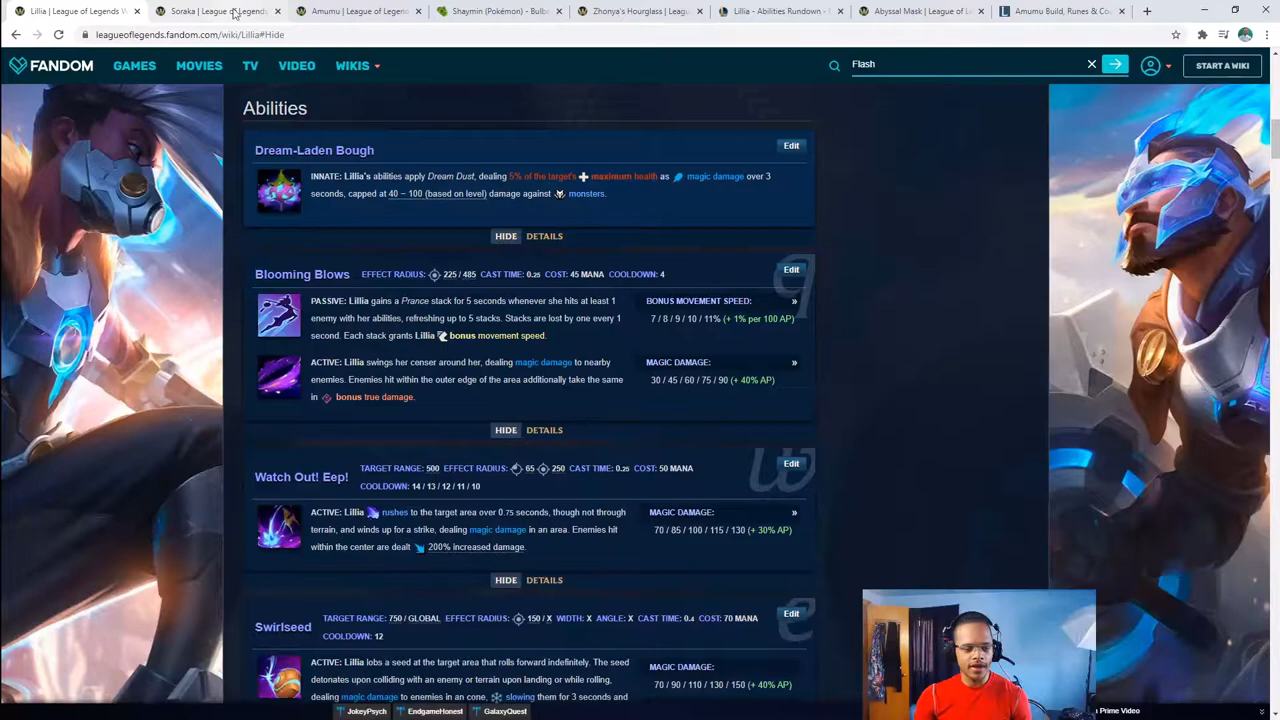 Lillia | League of Legends W
Soraka | League of Legends
Amumu | League of Legends
Shaymin (Pokémon) - Bulba
Zhonya's Hourglass | League
Lillia - Abilities Rundown -
Abyssal Mask | League of Le
Amumu Build, Runes & Co
leagueoflegends.fandom.com/wiki/Lillia#Hide
FANDOM
GAMES
MOVIES
TV
VIDEO
WIKIS
Flash
START A WIKI
Abilities
Dream-Laden Bough
Edit
INNATE: Lillia's abilities apply Dream Dust, dealing 5% of the target's maximum health as magic damage over 3
seconds, capped at 40 – 100 (based on level) damage against monsters.
HIDE DETAILS
Blooming Blows EFFECT RADIUS: 225 / 485 CAST TIME: 0.25 COST: 45 MANA COOLDOWN: 4
Edit
q
PASSIVE: Lillia gains a Prance stack for 5 seconds whenever she hits at least 1
enemy with her abilities, refreshing up to 5 stacks. Stacks are lost by one every 1
second. Each stack grants Lillia bonus movement speed.
BONUS MOVEMENT SPEED: »
7 / 8 / 9 / 10 / 11% (+ 1% per 100 AP)
ACTIVE: Lillia swings her censer around her, dealing magic damage to nearby
enemies. Enemies hit within the outer edge of the area additionally take the same
in bonus true damage.
MAGIC DAMAGE: »
30 / 45 / 60 / 75 / 90 (+ 40% AP)
HIDE DETAILS
Watch Out! Eep! TARGET RANGE: 500 EFFECT RADIUS: 65 250 CAST TIME: 0.25 COST: 50 MANA
COOLDOWN: 14 / 13 / 12 / 11 / 10
Edit
w
ACTIVE: Lillia rushes to the target area over 0.75 seconds, though not through
terrain, and winds up for a strike, dealing magic damage in an area. Enemies hit
within the center are dealt 200% increased damage.
MAGIC DAMAGE: »
70 / 85 / 100 / 115 / 130 (+ 30% AP)
HIDE DETAILS
Swirlseed TARGET RANGE: 750 / GLOBAL EFFECT RADIUS: 150 / X WIDTH: X ANGLE: X CAST TIME: 0.4 COST: 70 MANA
COOLDOWN: 12
Edit
e
ACTIVE: Lillia lobs a seed at the target area that rolls forward indefinitely. The seed
detonates upon colliding with an enemy or terrain upon landing or while rolling,
dealing magic damage to enemies in an cone, slowing them for 3 seconds and
MAGIC DAMAGE: »
70 / 90 / 110 / 130 / 150 (+ 40% AP)
JokeyPsych
EndgameHonest
GalaxyQuest
Prime Video